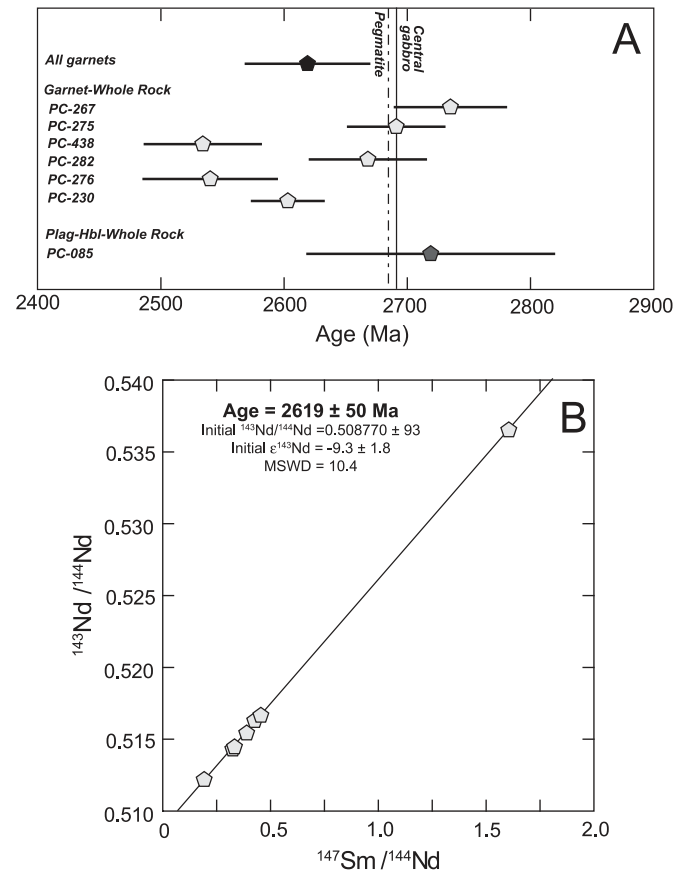 A
All garnets
Pegmatite
Central
gabbro
Garnet-Whole Rock
PC-267
PC-275
PC-438
PC-282
PC-276
PC-230
Plag-Hbl-Whole Rock
PC-085
2400 2500 2600 2700 2800 2900
Age (Ma)
B
Age = 2619 ± 50 Ma
Initial ¹⁴³Nd/¹⁴⁴Nd =0.508770 ± 93
Initial ε¹⁴³Nd = -9.3 ± 1.8
MSWD = 10.4
0.540
0.535
0.530
0.525
0.520
0.515
0.510
¹⁴³Nd /¹⁴⁴Nd
0 0.5 1.0 1.5 2.0
¹⁴⁷Sm /¹⁴⁴Nd